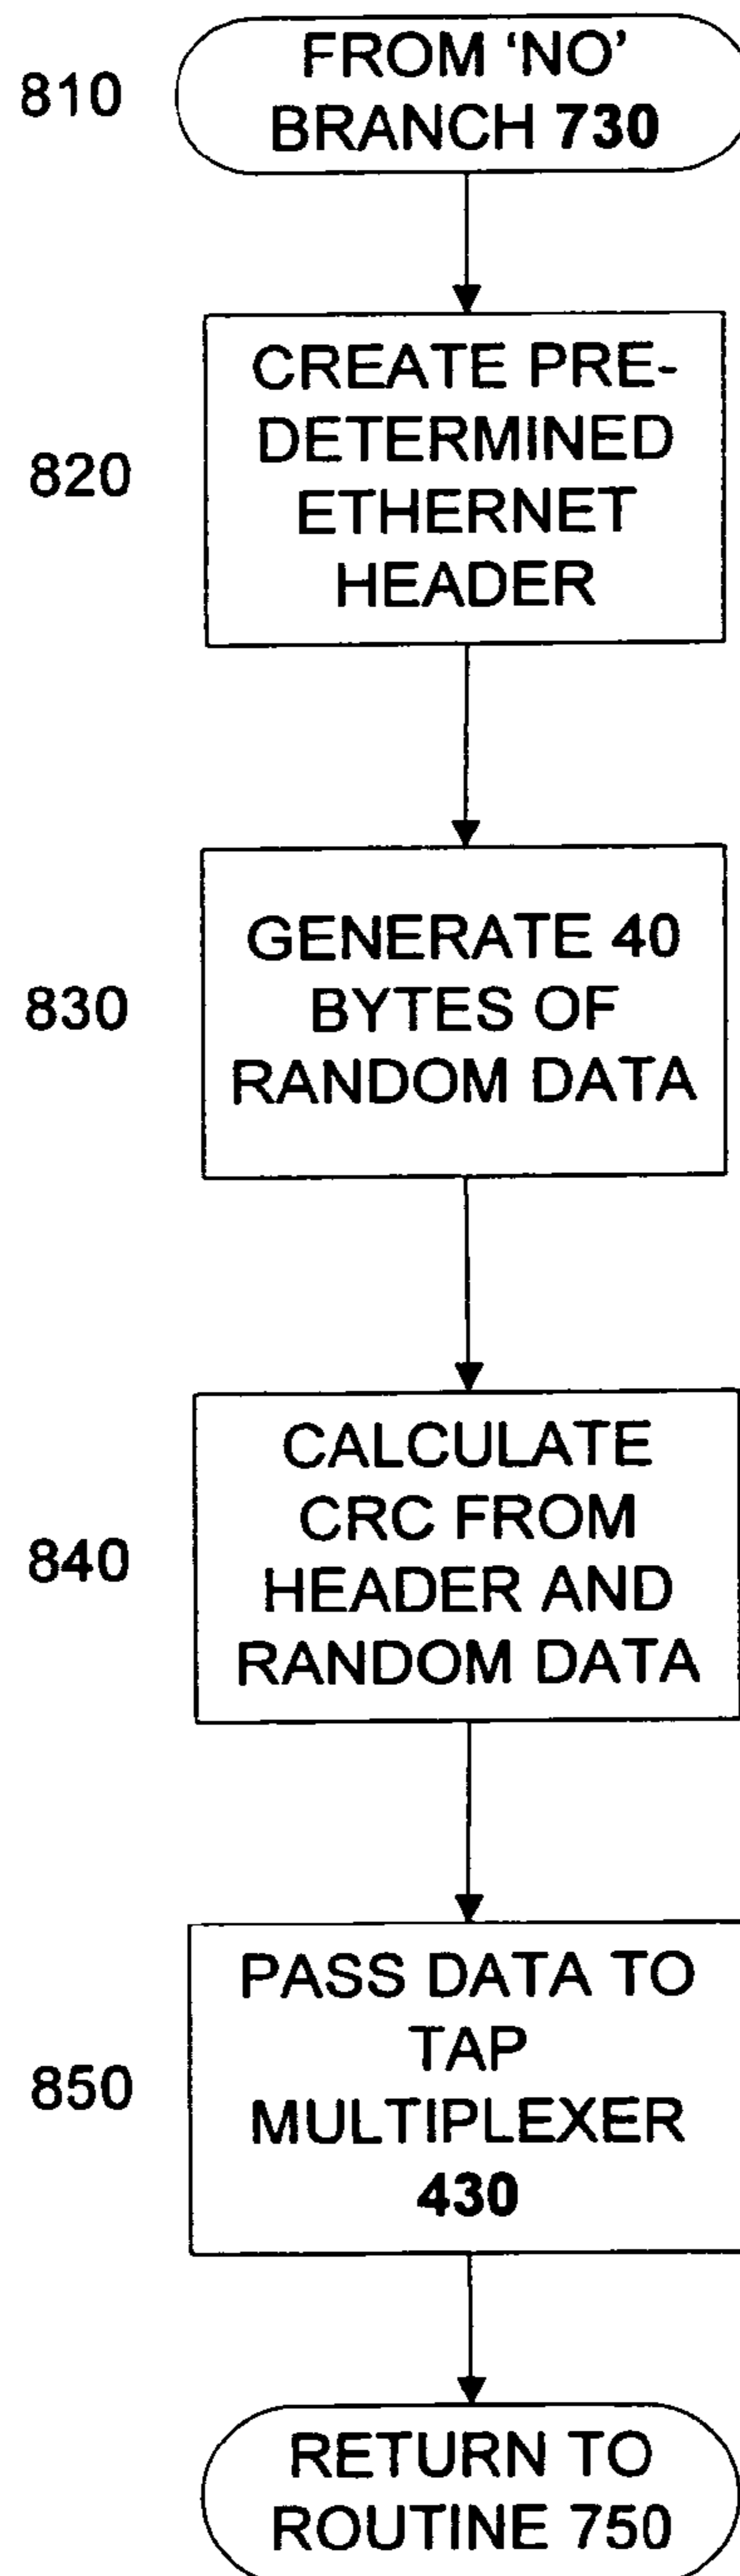 810
FROM ‘NO’
BRANCH 730
820
CREATE PRE-
DETERMINED
ETHERNET
HEADER
830
GENERATE 40
BYTES OF
RANDOM DATA
840
CALCULATE
CRC FROM
HEADER AND
RANDOM DATA
850
PASS DATA TO
TAP
MULTIPLEXER
430
RETURN TO
ROUTINE 750